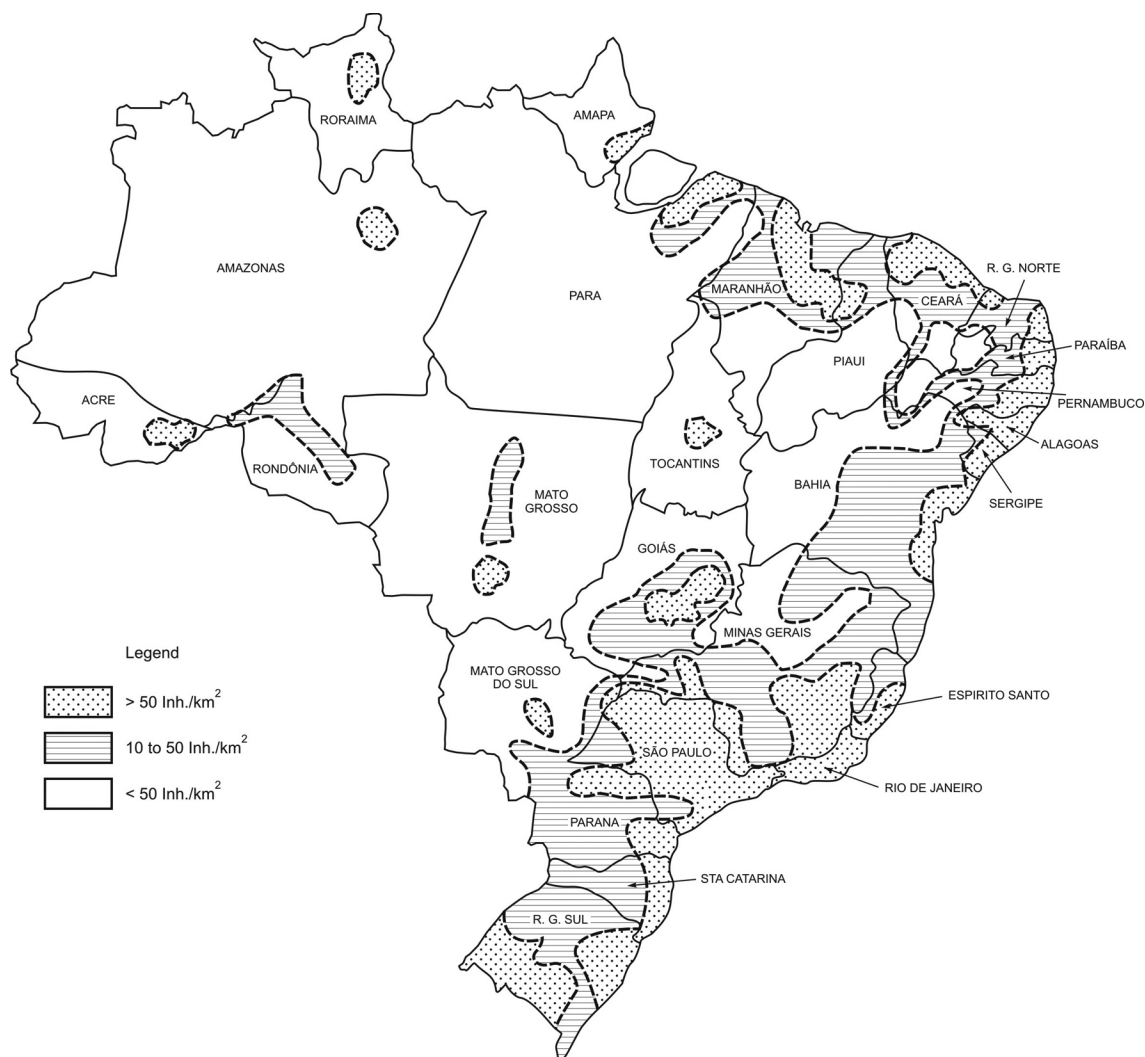 RORAIMA
AMAPA
AMAZONAS
PARA
MARANHÃO
CEARÁ
R. G. NORTE
PARAÍBA
PIAUI
PERNAMBUCO
ACRE
ALAGOAS
TOCANTINS
RONDÔNIA
BAHIA
SERGIPE
MATO
GROSSO
GOIÁS
MINAS GERAIS
Legend
MATO GROSSO
DO SUL
ESPIRITO SANTO
> 50 Inh./km²
10 to 50 Inh./km²
SÃO PAULO
RIO DE JANEIRO
< 50 Inh./km²
PARANA
STA CATARINA
R. G. SUL